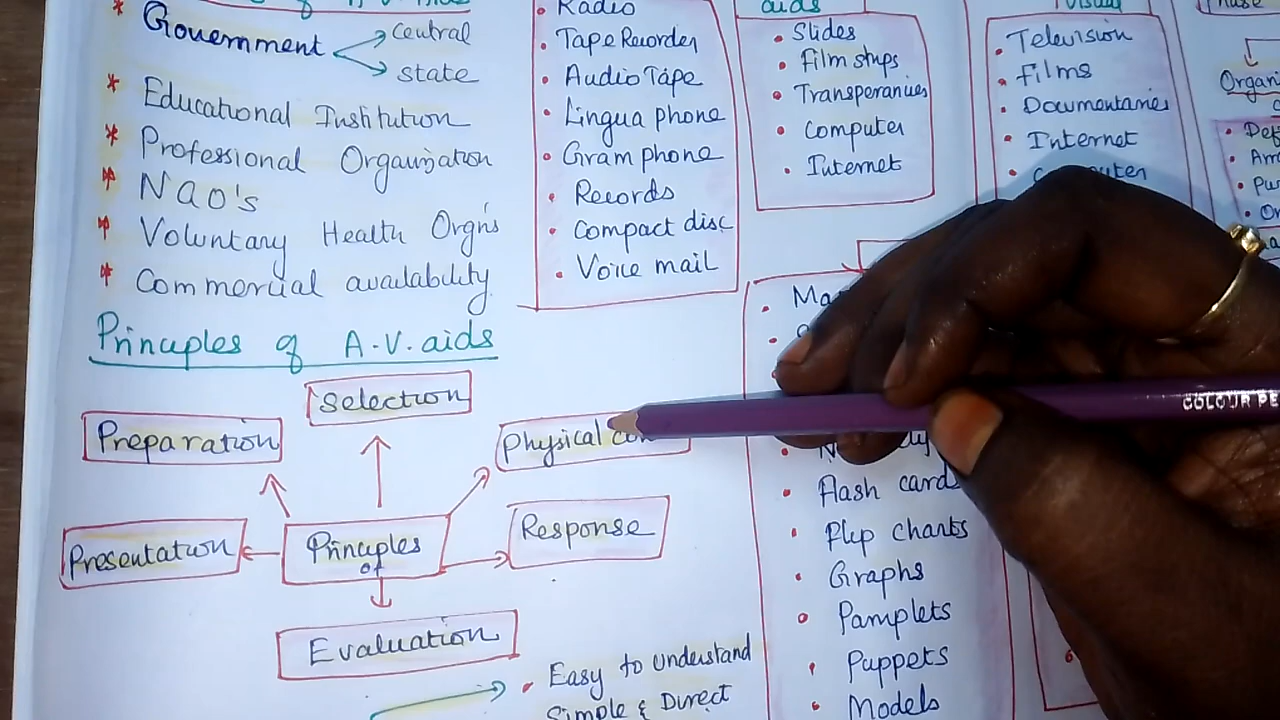 Government
Central
state
Educational Institution
Professional Organization
NGO's
Voluntary Health Orgn's
Commercial availability
Principles of A.V.aids
Selection
Preparation
Physical
Presentation
Principles
of
Response
Evaluation
Easy to understand
Simple & Direct
Radio
Tape Recorder
Audio Tape
Lingua phone
Gram phone
Records
Compact disc
Voice mail
aids
Slides
Film strips
Transperancies
Computer
Internet
Flash cards
Flip charts
Graphs
Pamplets
Puppets
Models
Visual
Television
Films
Documentaries
Internet
COLOUR PE